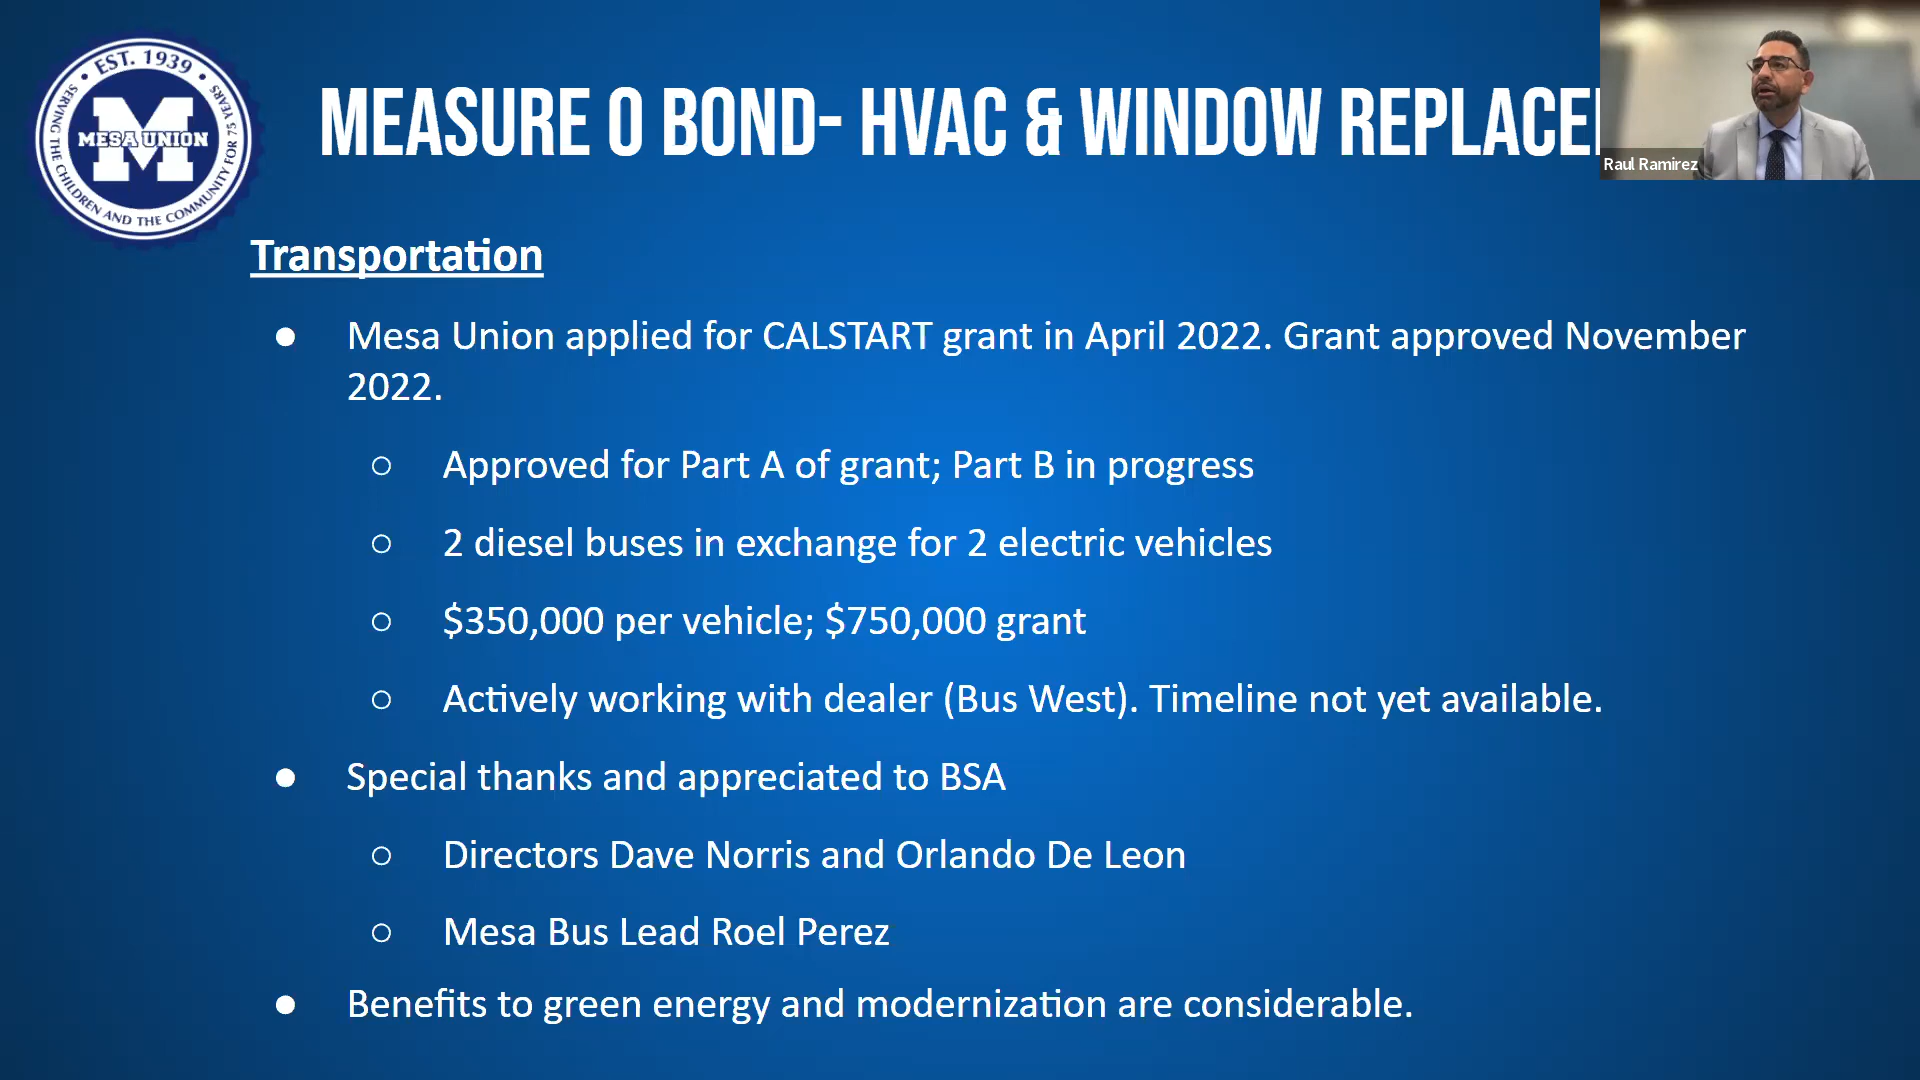 EST. 1939
MESA UNION
SERVING THE CHILDREN AND THE COMMUNITY FOR 75 YEARS
MEASURE O BOND- HVAC & WINDOW REPLACE
Raul Ramirez
Transportation
● Mesa Union applied for CALSTART grant in April 2022. Grant approved November
2022.
○ Approved for Part A of grant; Part B in progress
○ 2 diesel buses in exchange for 2 electric vehicles
○ $350,000 per vehicle; $750,000 grant
○ Actively working with dealer (Bus West). Timeline not yet available.
● Special thanks and appreciated to BSA
○ Directors Dave Norris and Orlando De Leon
○ Mesa Bus Lead Roel Perez
● Benefits to green energy and modernization are considerable.